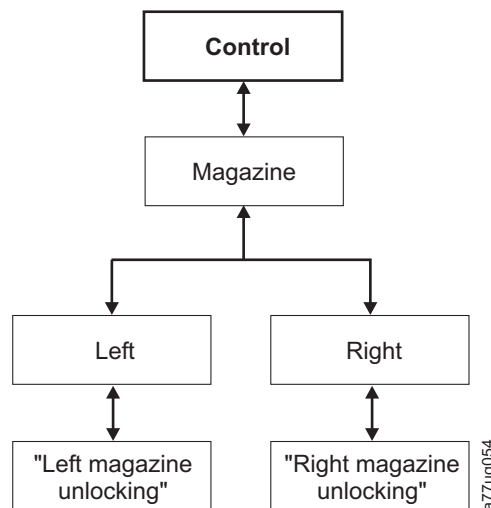 Control
Magazine
Left
Right
"Left magazine
unlocking"
"Right magazine
unlocking"
a77ug054